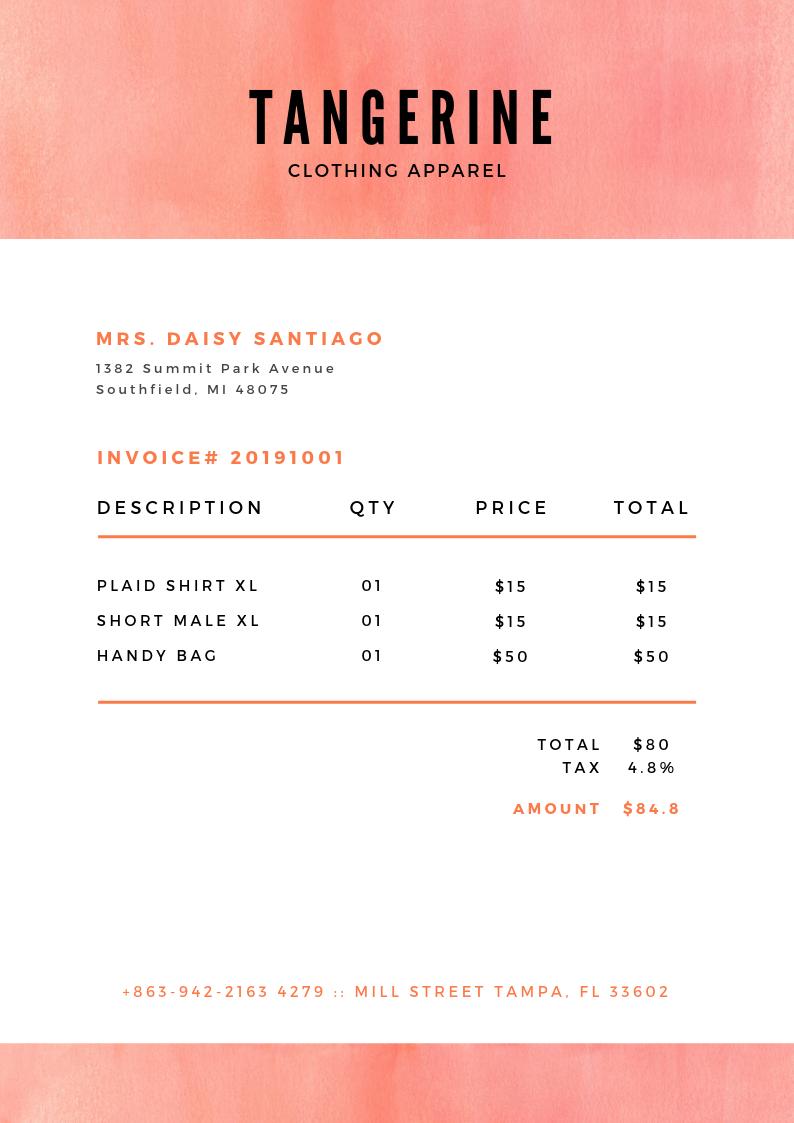 TANGERINE
CLOTHING APPAREL
MRS. DAISY SANTIAGO
1382 Summit Park Avenue
Southfield, MI 48075
INVOICE# 20191001
DESCRIPTION QTY PRICE TOTAL
PLAID SHIRT XL 01 $15 $15
SHORT MALE XL 01 $15 $15
HANDY BAG 01 $50 $50
TOTAL $80
TAX 4.8%
AMOUNT $84.8
+863-942-2163 4279 :: MILL STREET TAMPA, FL 33602